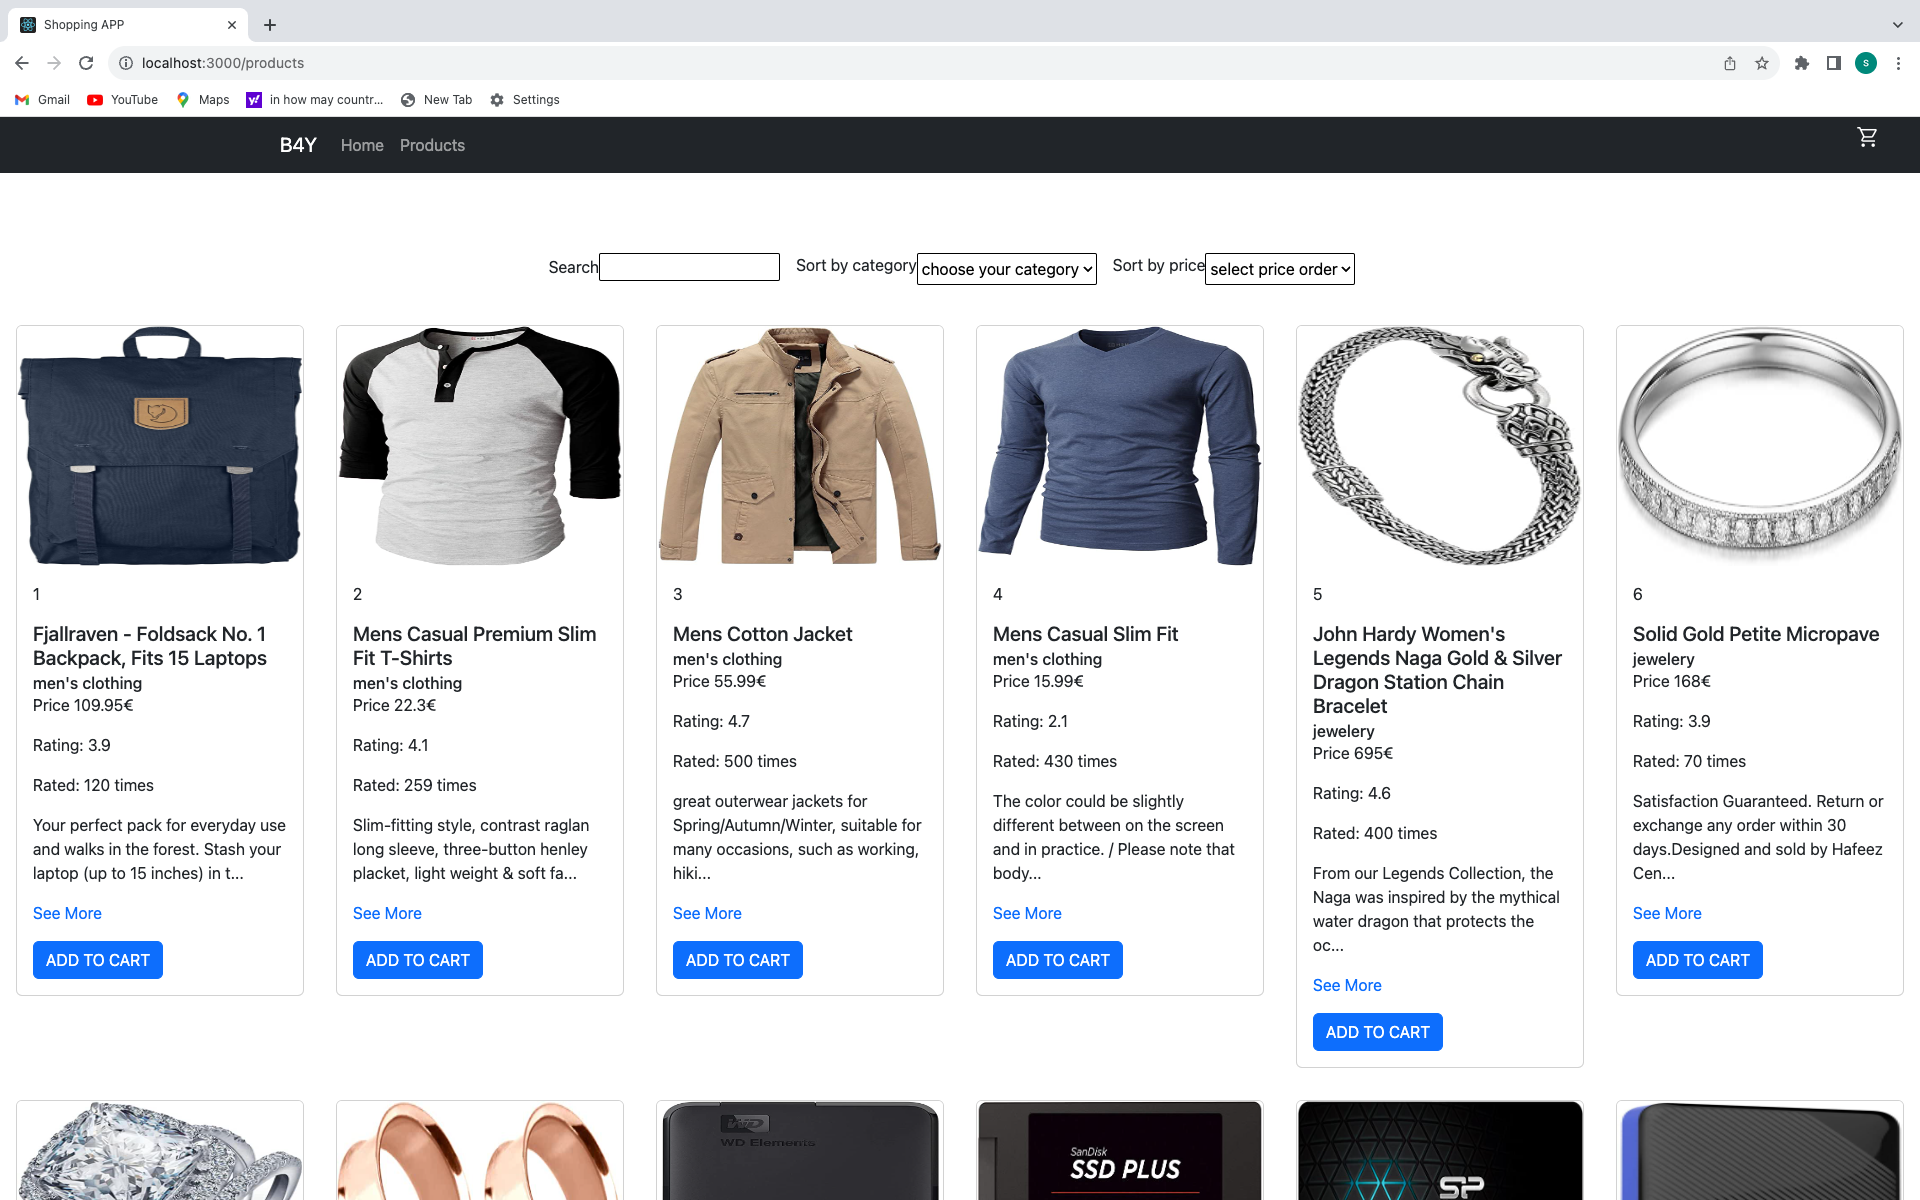 Shopping APP
localhost:3000/products
S
Gmail
YouTube
Maps
in how may countr...
New Tab
Settings
B4Y
Home
Products
Search
Sort by category
choose your category
Sort by price
select price order
1
Fjallraven - Foldsack No. 1
Backpack, Fits 15 Laptops
men's clothing
Price 109.95€
Rating: 3.9
Rated: 120 times
Your perfect pack for everyday use
and walks in the forest. Stash your
laptop (up to 15 inches) in t...
See More
ADD TO CART
2
Mens Casual Premium Slim
Fit T-Shirts
men's clothing
Price 22.3€
Rating: 4.1
Rated: 259 times
Slim-fitting style, contrast raglan
long sleeve, three-button henley
placket, light weight & soft fa...
See More
ADD TO CART
3
Mens Cotton Jacket
men's clothing
Price 55.99€
Rating: 4.7
Rated: 500 times
great outerwear jackets for
Spring/Autumn/Winter, suitable for
many occasions, such as working,
hiki...
See More
ADD TO CART
4
Mens Casual Slim Fit
men's clothing
Price 15.99€
Rating: 2.1
Rated: 430 times
The color could be slightly
different between on the screen
and in practice. / Please note that
body...
See More
ADD TO CART
5
John Hardy Women's
Legends Naga Gold & Silver
Dragon Station Chain
Bracelet
jewelery
Price 695€
Rating: 4.6
Rated: 400 times
From our Legends Collection, the
Naga was inspired by the mythical
water dragon that protects the
oc...
See More
ADD TO CART
6
Solid Gold Petite Micropave
jewelery
Price 168€
Rating: 3.9
Rated: 70 times
Satisfaction Guaranteed. Return or
exchange any order within 30
days.Designed and sold by Hafeez
Cen...
See More
ADD TO CART
WD
WD Elements
SanDisk
SSD PLUS
SP